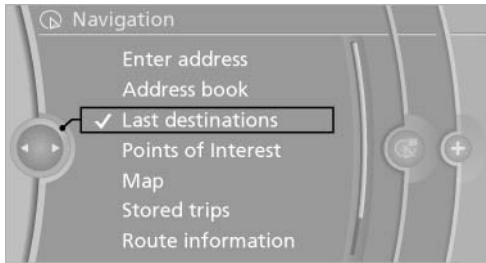 Navigation
Enter address
Address book
Last destinations
Points of Interest
Map
Stored trips
Route information